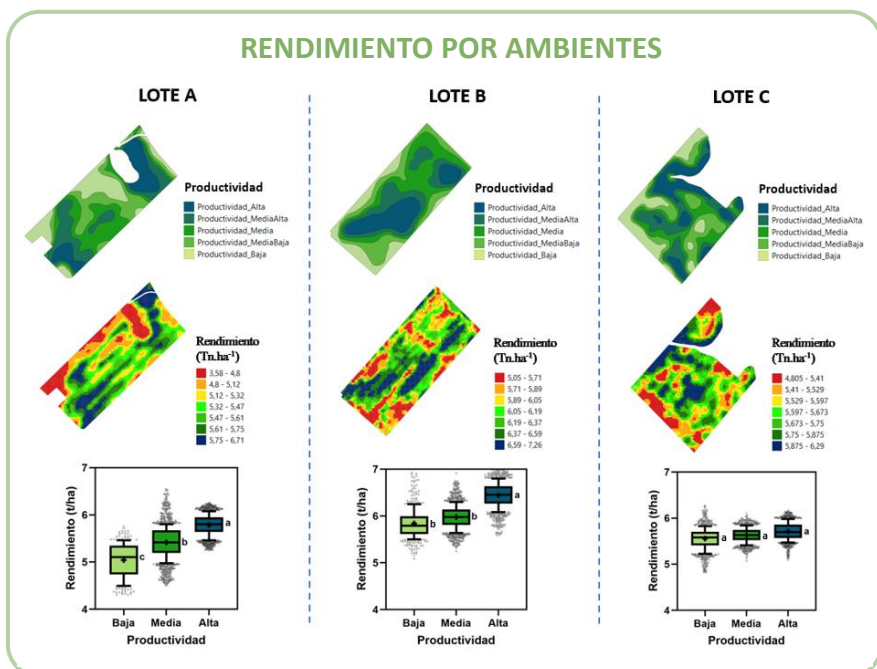 RENDIMIENTO POR AMBIENTES
LOTE A
Productividad
Productividad_Alta
Productividad_MediaAlta
Productividad_Media
Productividad_MediaBaja
Productividad_Baja
Rendimiento
(Tn.ha⁻¹)
3,58 - 4,8
4,8 - 5,12
5,12 - 5,32
5,32 - 5,47
5,47 - 5,61
5,61 - 5,75
5,75 - 6,71
7
6
5
4
Rendimiento (t/ha)
c
b
a
Baja Media Alta
Productividad
LOTE B
Productividad
Productividad_Alta
Productividad_MediaAlta
Productividad_Media
Productividad_MediaBaja
Productividad_Baja
Rendimiento
(Tn.ha⁻¹)
5,05 - 5,71
5,71 - 5,89
5,89 - 6,05
6,05 - 6,19
6,19 - 6,37
6,37 - 6,59
6,59 - 7,26
7
6
5
4
Rendimiento (t/ha)
b
b
a
Baja Media Alta
Productividad
LOTE C
Productividad
Productividad_Alta
Productividad_MediaAlta
Productividad_Media
Productividad_MediaBaja
Productividad_Baja
Rendimiento
(Tn.ha⁻¹)
4,805 - 5,41
5,41 - 5,529
5,529 - 5,597
5,597 - 5,673
5,673 - 5,75
5,75 - 5,875
5,875 - 6,29
7
6
5
4
Rendimiento (t/ha)
a
a
a
Baja Media Alta
Productividad